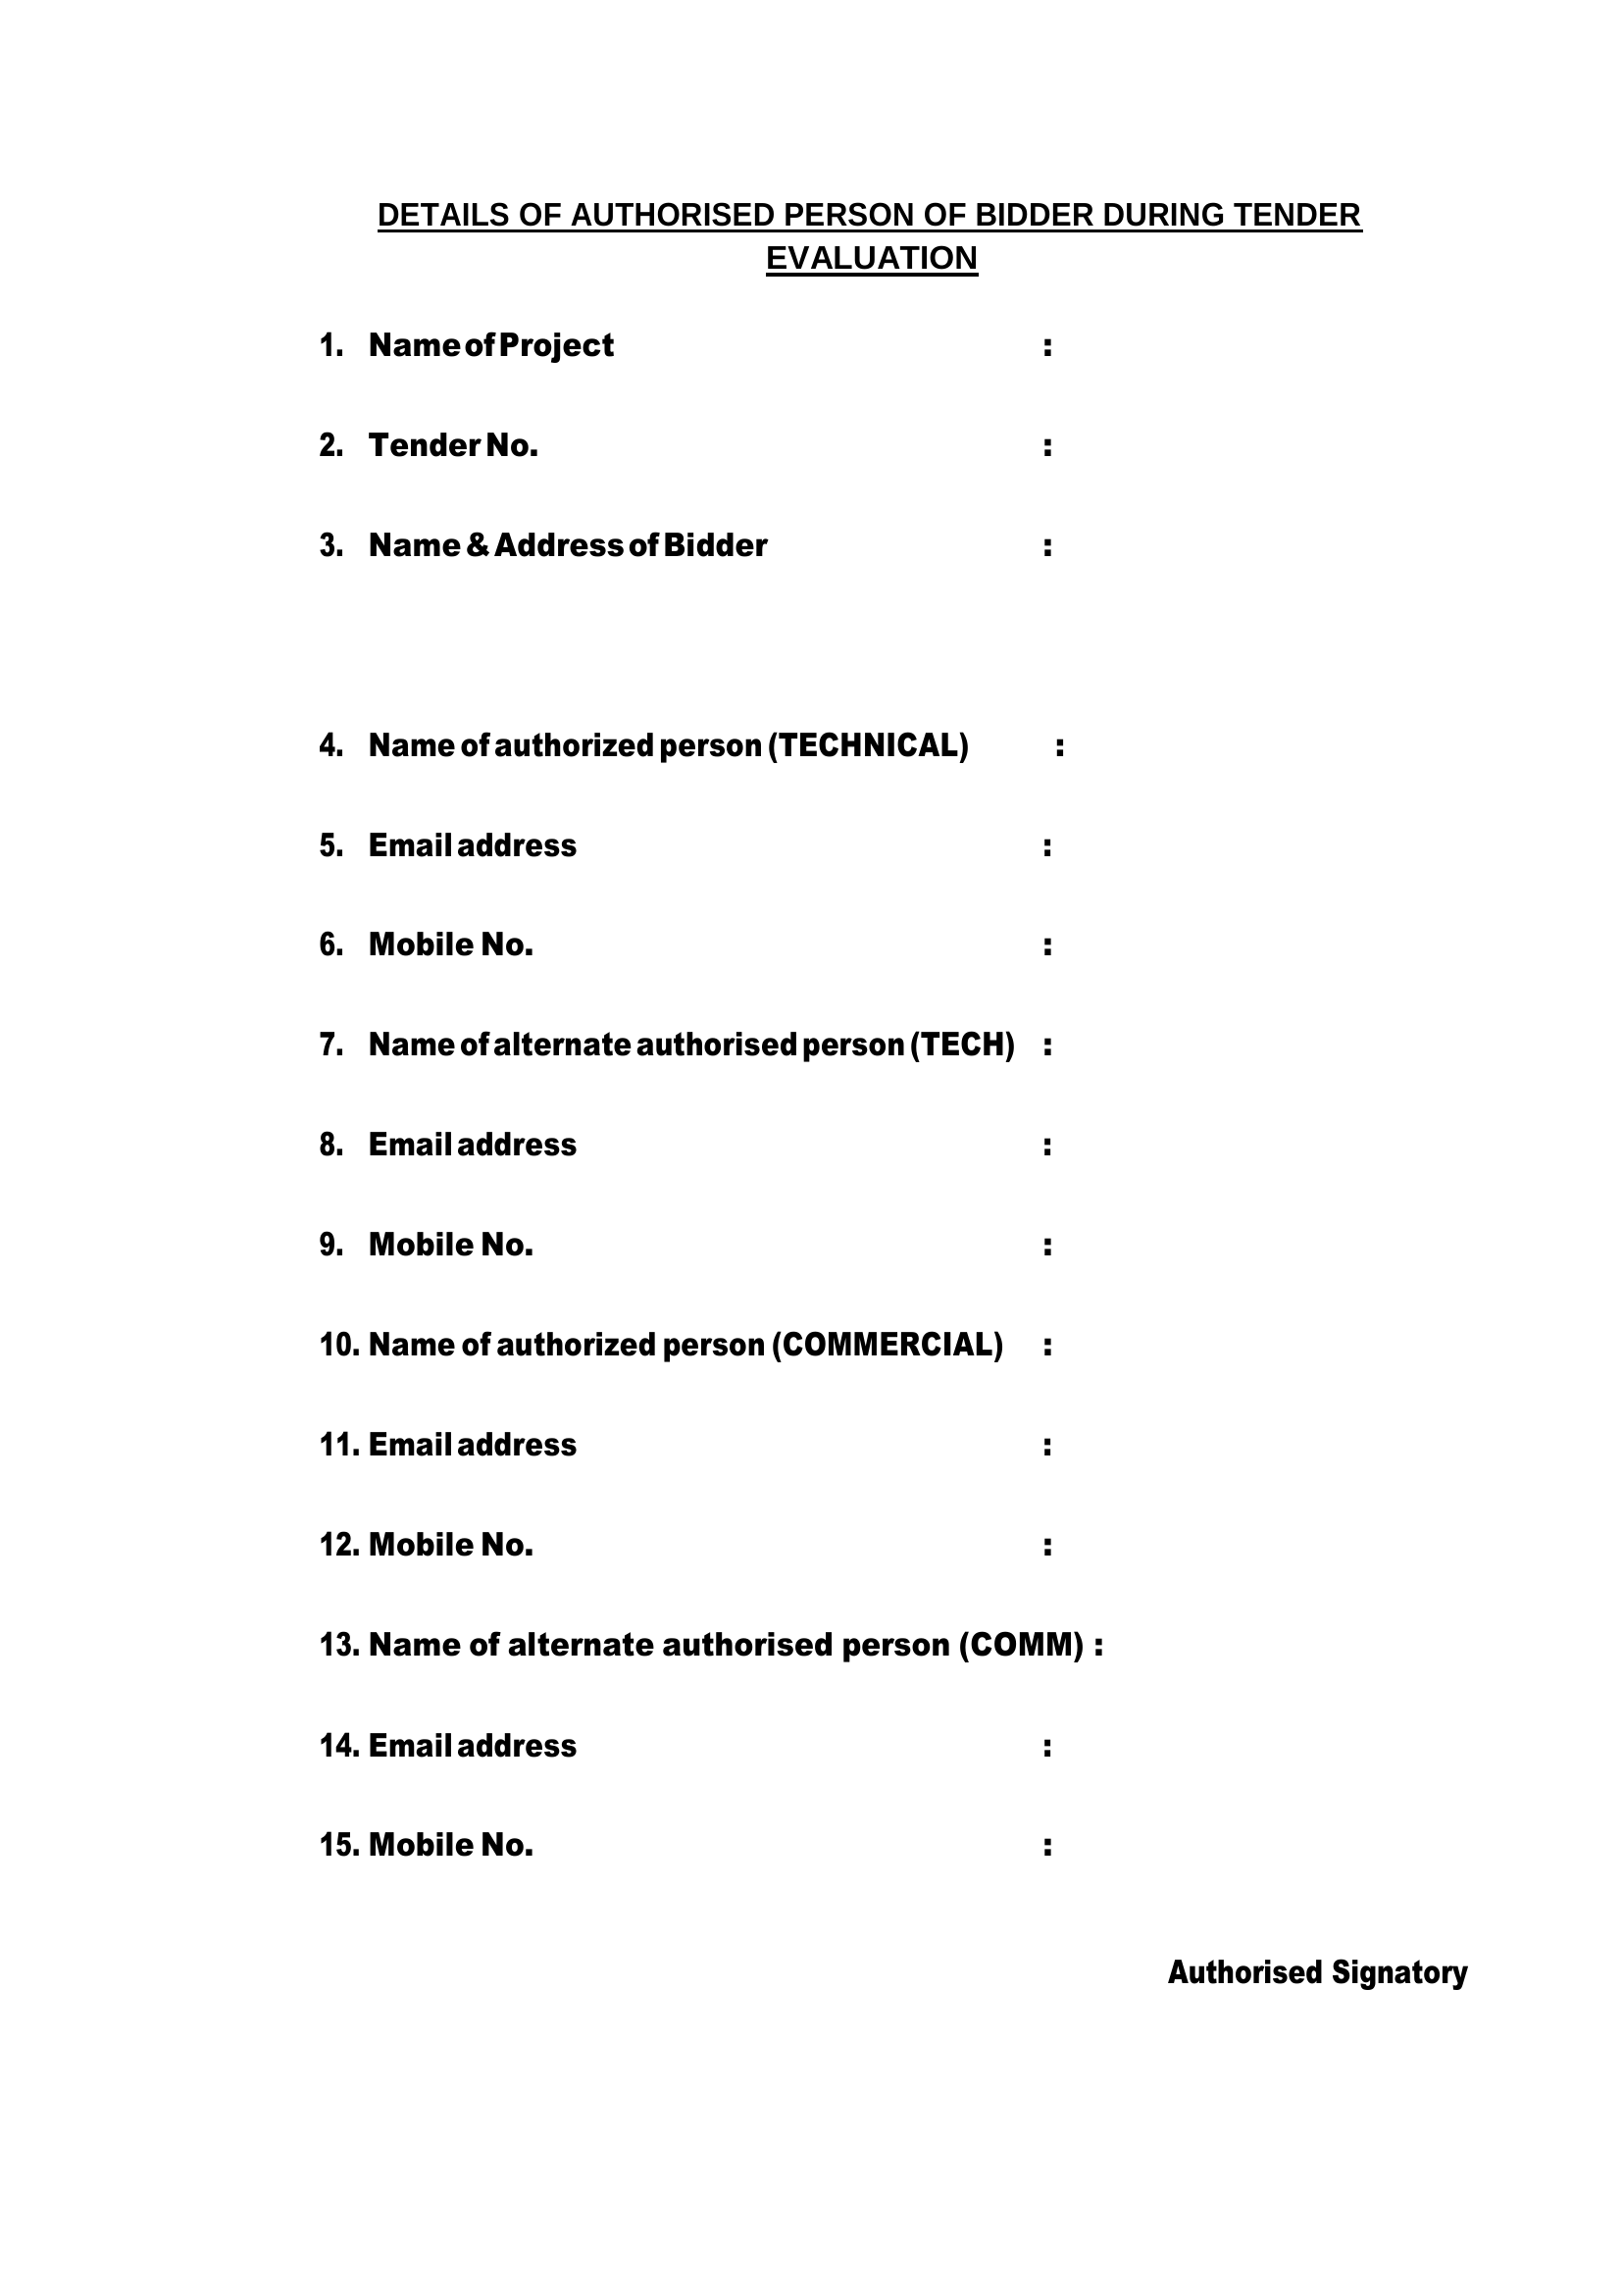 DETAILS OF AUTHORISED PERSON OF BIDDER DURING TENDER
EVALUATION
1. Name of Project :
2. Tender No. :
3. Name & Address of Bidder :
4. Name of authorized person (TECHNICAL) :
5. Email address :
6. Mobile No. :
7. Name of alternate authorised person (TECH) :
8. Email address :
9. Mobile No. :
10. Name of authorized person (COMMERCIAL) :
11. Email address :
12. Mobile No. :
13. Name of alternate authorised person (COMM) :
14. Email address :
15. Mobile No. :
Authorised Signatory